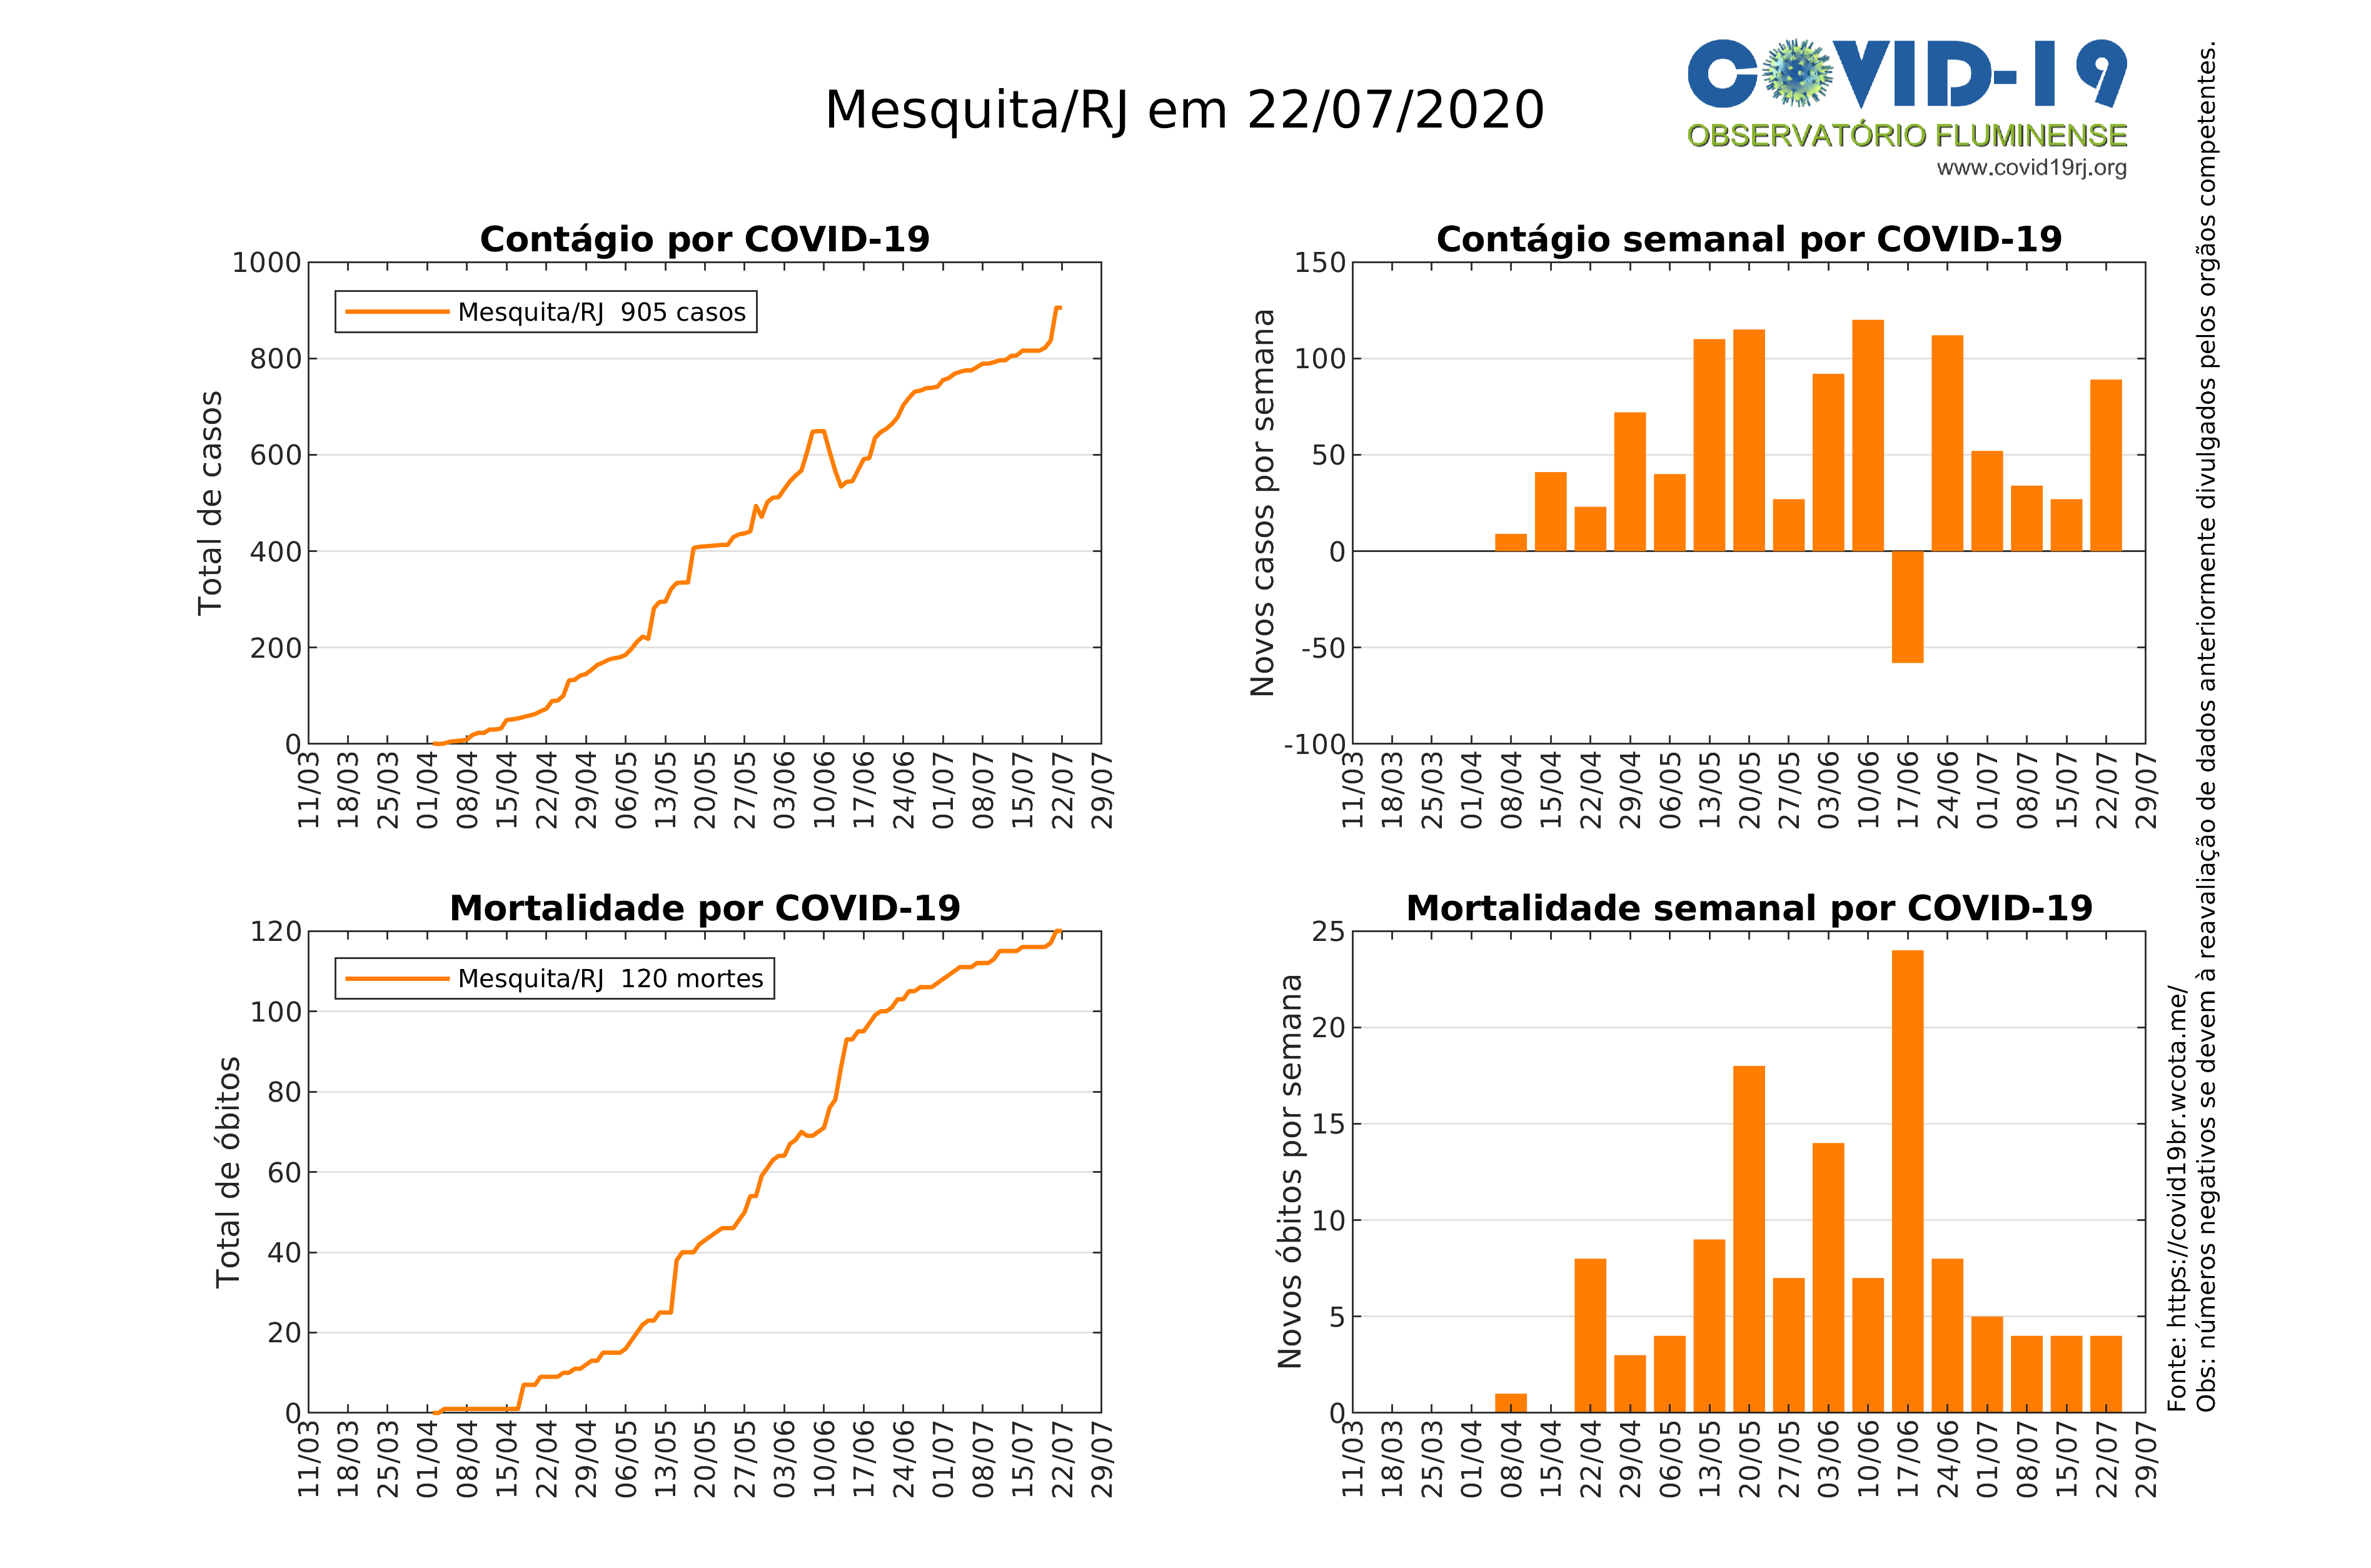 Mesquita/RJ em 22/07/2020
COVID-19
OBSERVATÓRIO FLUMINENSE
www.covid19rj.org
Contágio por COVID-19
Total de casos
1000
800
600
400
200
0
Mesquita/RJ 905 casos
11/03 18/03 25/03 01/04 08/04 15/04 22/04 29/04 06/05 13/05 20/05 27/05 03/06 10/06 17/06 24/06 01/07 08/07 15/07 22/07 29/07
Contágio semanal por COVID-19
Novos casos por semana
150
100
50
0
-50
-100
11/03 18/03 25/03 01/04 08/04 15/04 22/04 29/04 06/05 13/05 20/05 27/05 03/06 10/06 17/06 24/06 01/07 08/07 15/07 22/07 29/07
Mortalidade por COVID-19
Total de óbitos
120
100
80
60
40
20
0
Mesquita/RJ 120 mortes
11/03 18/03 25/03 01/04 08/04 15/04 22/04 29/04 06/05 13/05 20/05 27/05 03/06 10/06 17/06 24/06 01/07 08/07 15/07 22/07 29/07
Mortalidade semanal por COVID-19
Novos óbitos por semana
25
20
15
10
5
0
11/03 18/03 25/03 01/04 08/04 15/04 22/04 29/04 06/05 13/05 20/05 27/05 03/06 10/06 17/06 24/06 01/07 08/07 15/07 22/07 29/07
Fonte: https://covid19br.wcota.me/
Obs: números negativos se devem à reavaliação de dados anteriormente divulgados pelos orgãos competentes.